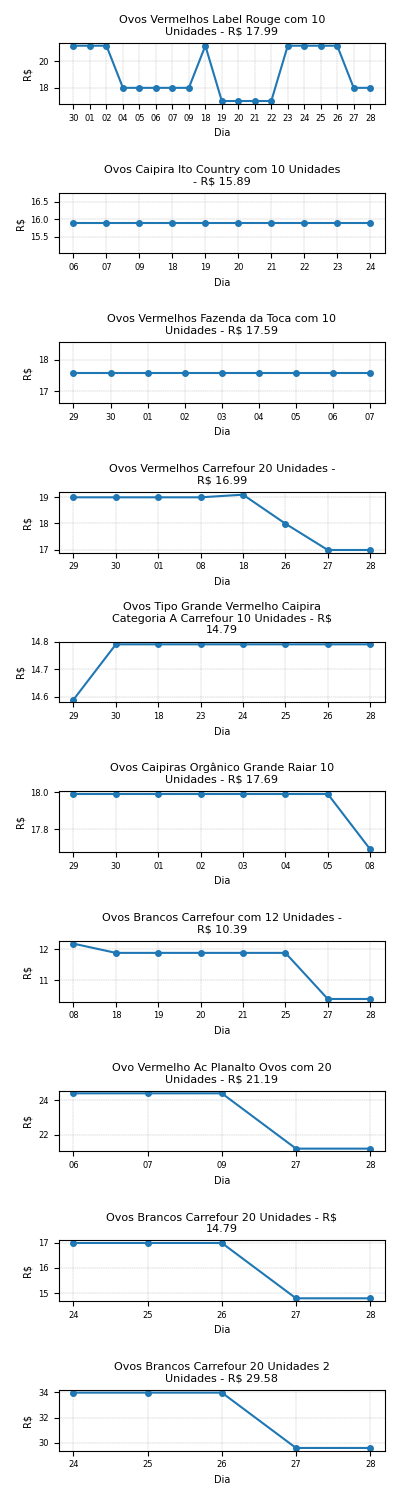 Ovos Vermelhos Label Rouge com 10
Unidades - R$ 17.99
20
18
R$
30 01 02 04 05 06 07 09 18 19 20 21 22 23 24 25 26 27 28
Dia
Ovos Caipira Ito Country com 10 Unidades
- R$ 15.89
16.5
16.0
15.5
R$
06 07 09 18 19 20 21 22 23 24
Dia
Ovos Vermelhos Fazenda da Toca com 10
Unidades - R$ 17.59
18
17
R$
29 30 01 02 03 04 05 06 07
Dia
Ovos Vermelhos Carrefour 20 Unidades -
R$ 16.99
19
18
17
R$
29 30 01 08 18 26 27 28
Dia
Ovos Tipo Grande Vermelho Caipira
Categoria A Carrefour 10 Unidades - R$
14.79
14.8
14.7
14.6
R$
29 30 18 23 24 25 26 28
Dia
Ovos Caipiras Orgânico Grande Raiar 10
Unidades - R$ 17.69
18.0
17.8
R$
29 30 01 02 03 04 05 08
Dia
Ovos Brancos Carrefour com 12 Unidades -
R$ 10.39
12
11
R$
08 18 19 20 21 25 27 28
Dia
Ovo Vermelho Ac Planalto Ovos com 20
Unidades - R$ 21.19
24
22
R$
06 07 09 27 28
Dia
Ovos Brancos Carrefour 20 Unidades - R$
14.79
17
16
15
R$
24 25 26 27 28
Dia
Ovos Brancos Carrefour 20 Unidades 2
Unidades - R$ 29.58
34
32
30
R$
24 25 26 27 28
Dia